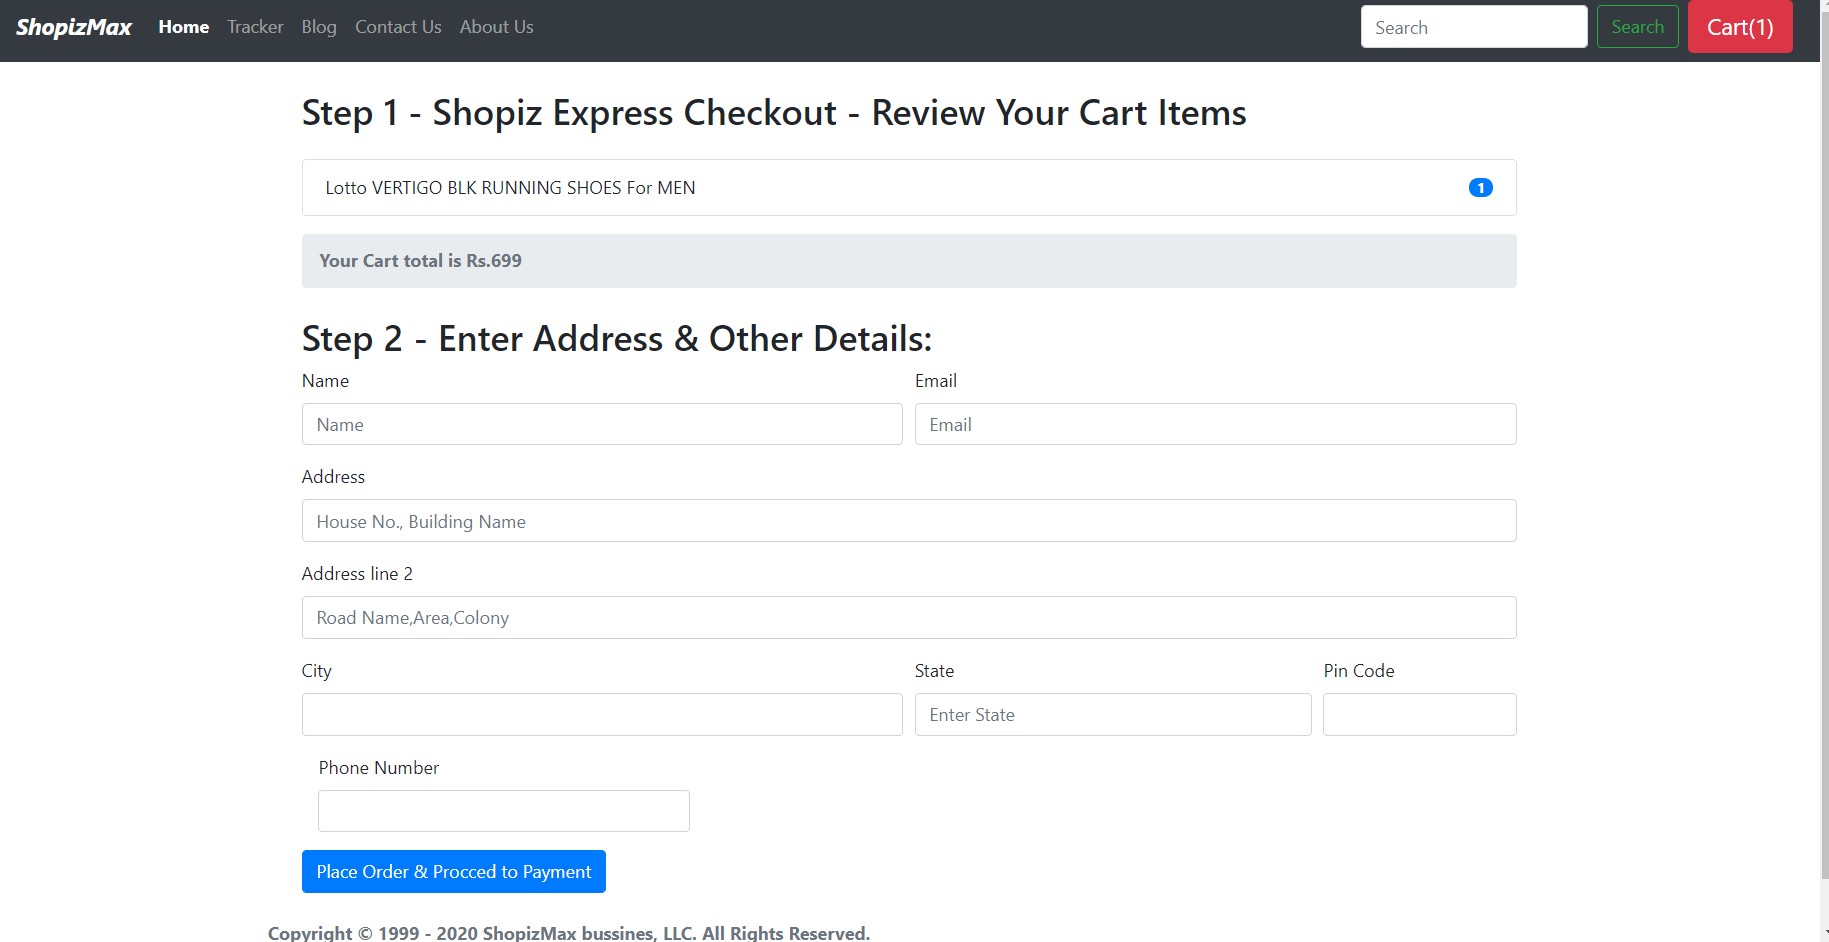 ShopizMax Home Tracker Blog Contact Us About Us Search Search Cart(1)
Step 1 - Shopiz Express Checkout - Review Your Cart Items
Lotto VERTIGO BLK RUNNING SHOES For MEN 1
Your Cart total is Rs.699
Step 2 - Enter Address & Other Details:
Name Email
Name Email
Address
House No., Building Name
Address line 2
Road Name,Area,Colony
City State Pin Code
Enter State
Phone Number
Place Order & Procced to Payment
Copyright © 1999 - 2020 ShopizMax bussines, LLC. All Rights Reserved.